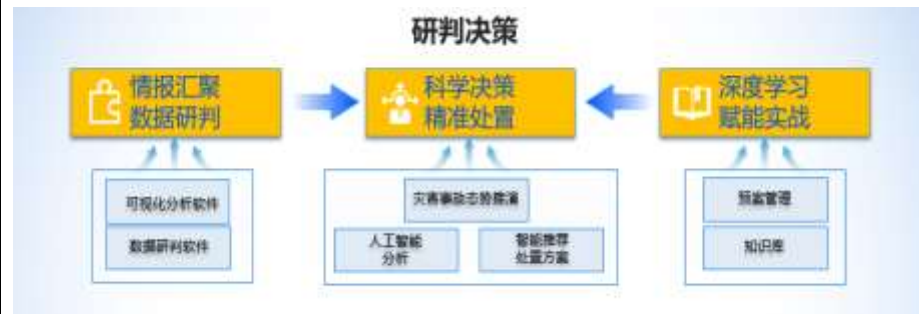 研判决策
情报汇聚
数据研判
科学决策
精准处置
深度学习
赋能实战
可视化分析软件
数据研判软件
灾害事故态势推演
人工智能
分析
智能推荐
处置方案
预案管理
知识库